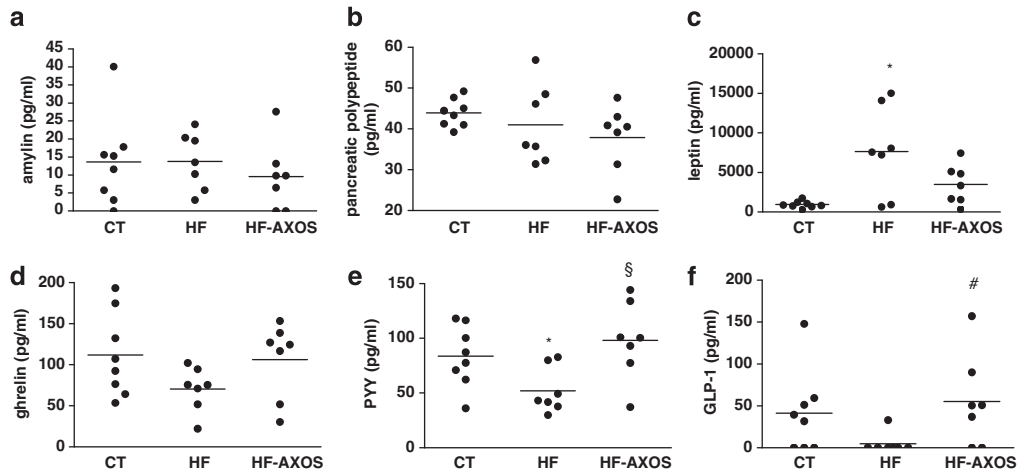 a
amylin (pg/ml)
45
40
35
30
25
20
15
10
5
0
CT HF HF-AXOS
b
pancreatic polypeptide
(pg/ml)
60
50
40
30
20
CT HF HF-AXOS
c
leptin (pg/ml)
20000
15000
10000
5000
0
*
CT HF HF-AXOS
d
ghrelin (pg/ml)
200
150
100
50
0
CT HF HF-AXOS
e
PYY (pg/ml)
150
100
50
0
*
§
CT HF HF-AXOS
f
GLP-1 (pg/ml)
200
150
100
50
0
#
CT HF HF-AXOS